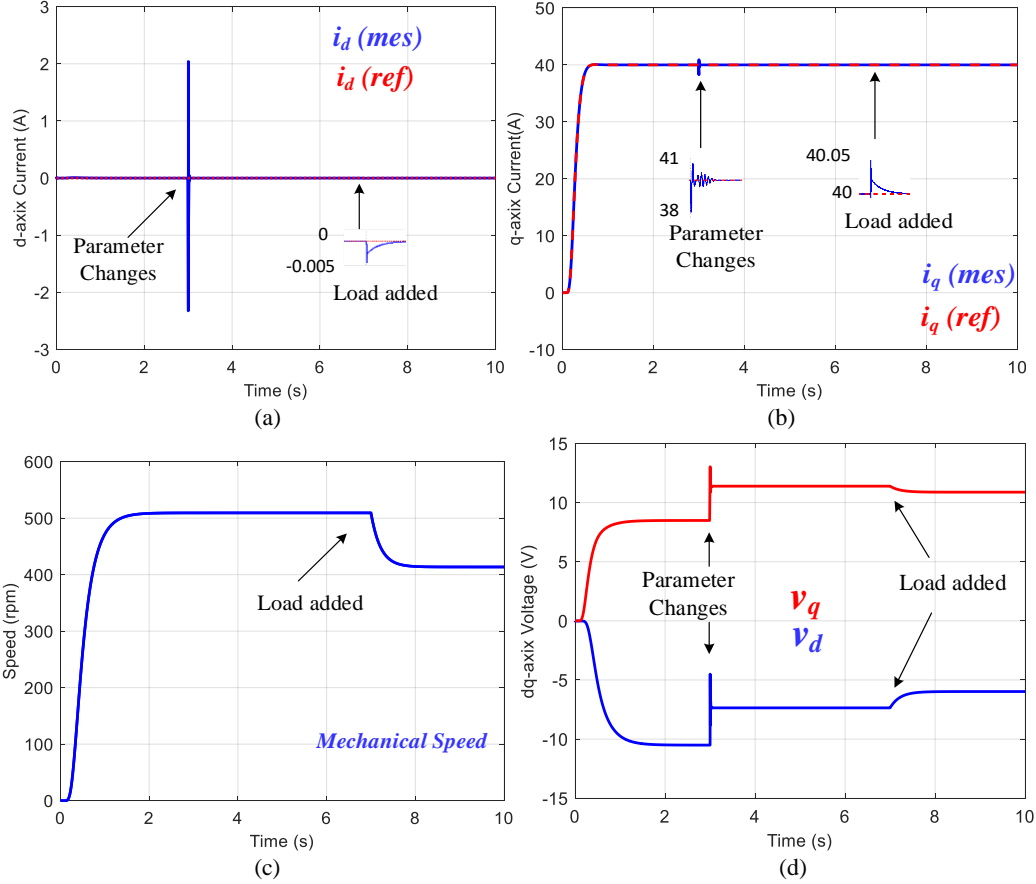 3
2
1
0
-1
-2
-3
d-axix Current (A)
i_d (mes)
i_d (ref)
Parameter
Changes
0
-0.005
Load added
0 2 4 6 8 10
Time (s)
(a)
50
40
30
20
10
0
-10
q-axix Current(A)
41
38
Parameter
Changes
40.05
40
Load added
i_q (mes)
i_q (ref)
0 2 4 6 8 10
Time (s)
(b)
600
500
400
300
200
100
0
Speed (rpm)
Load added
Mechanical Speed
0 2 4 6 8 10
Time (s)
(c)
15
10
5
0
-5
-10
-15
dq-axix Voltage (V)
Parameter
Changes
v_q
v_d
Load added
0 2 4 6 8 10
Time (s)
(d)